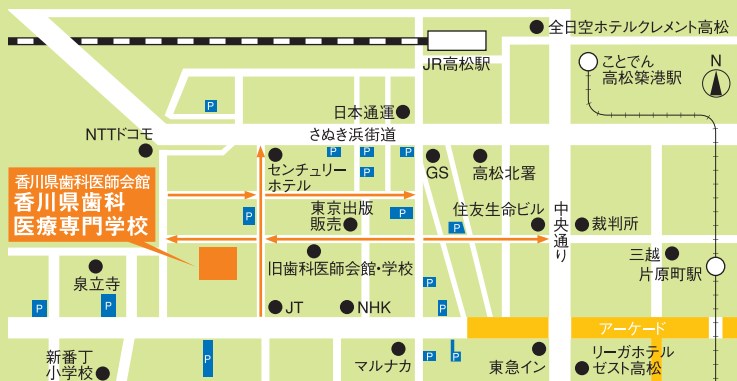 全日空ホテルクレメント高松
JR高松駅
ことでん
高松築港駅
N
P
日本通運
NTTドコモ
さぬき浜街道
P
P
P
センチュリー
ホテル
P
GS
高松北署
香川県歯科医師会館
香川県歯科
医療専門学校
P
東京出版
販売
P
P
住友生命ビル
中央通り
裁判所
三越
片原町駅
旧歯科医師会館・学校
泉立寺
P
P
P
P
JT
NHK
アーケード
新番丁
小学校
P
マルナカ
P
P
東急イン
リーガホテル
ゼスト高松